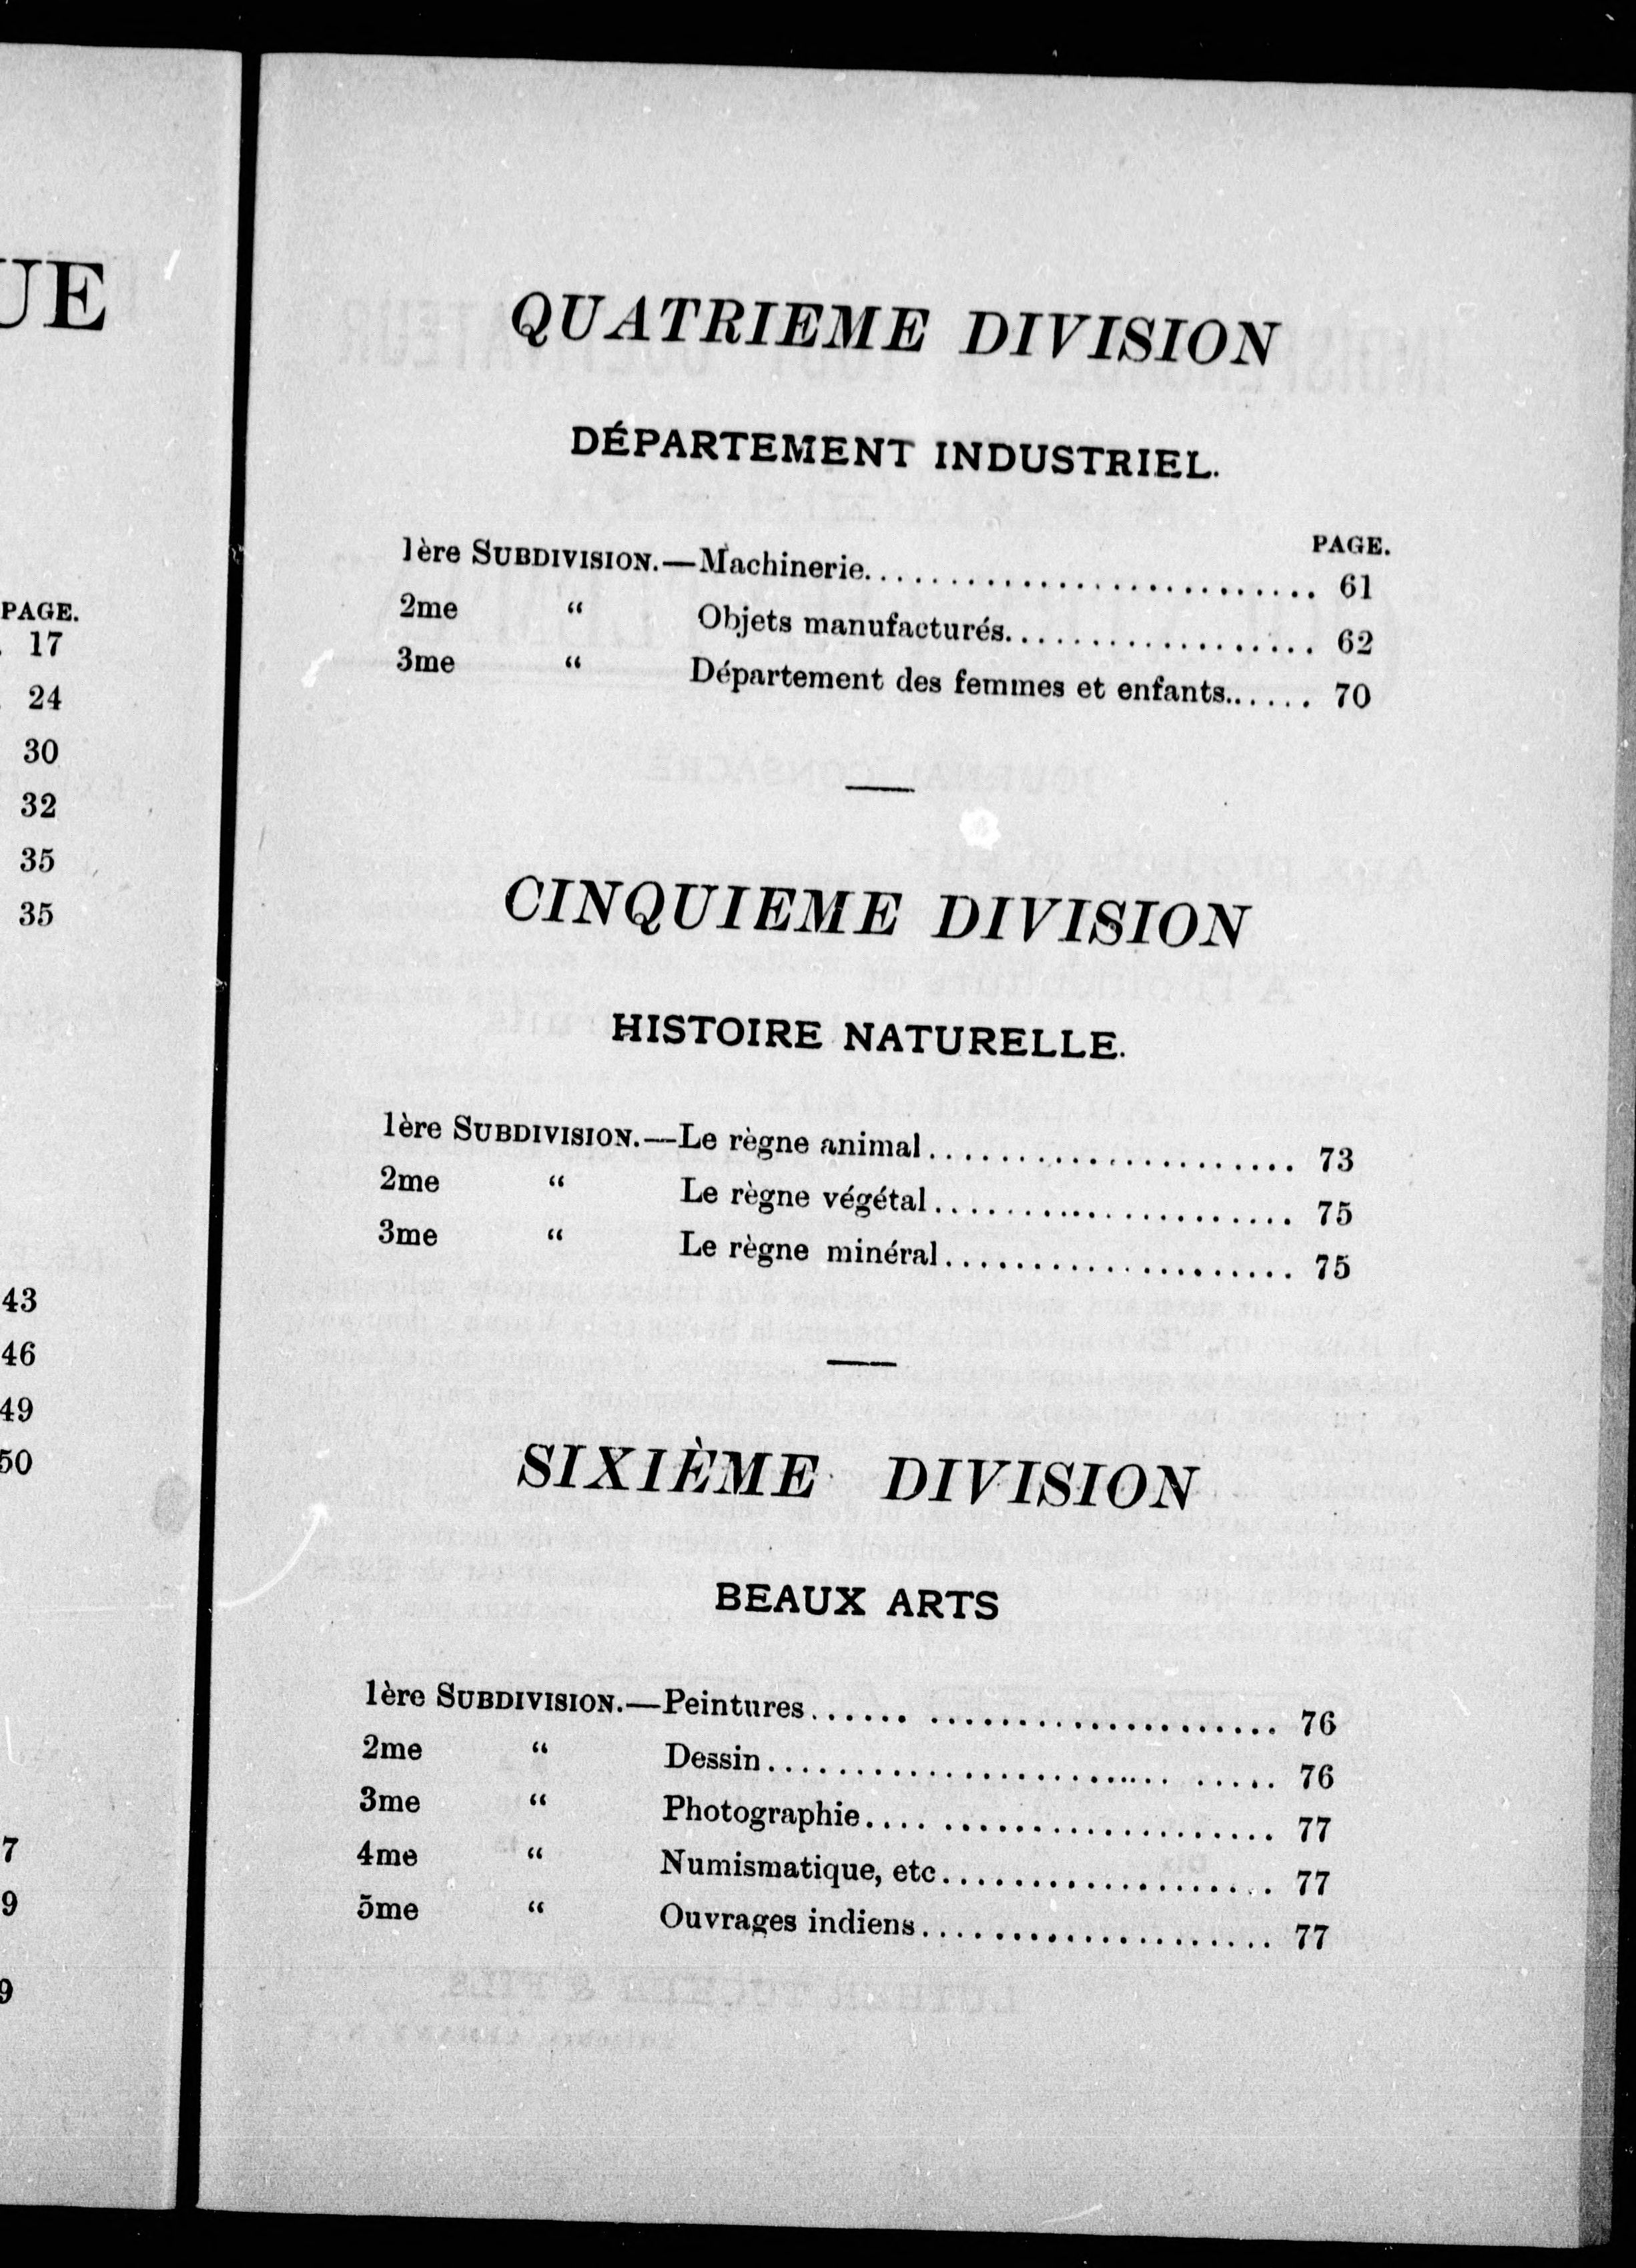 UE
PAGE.
17
24
30
32
35
35
43
46
49
50
7
9
9
QUATRIEME DIVISION
DÉPARTEMENT INDUSTRIEL.
PAGE.
1ère SUBDIVISION.—Machinerie............................ 61
2me “ Objets manufacturés.................. 62
3me “ Département des femmes et enfants...... 70
CINQUIEME DIVISION
HISTOIRE NATURELLE.
1ère SUBDIVISION.—Le règne animal....................... 73
2me “ Le règne végétal....................... 75
3me “ Le règne minéral...................... 75
SIXIÈME DIVISION
BEAUX ARTS
1ère SUBDIVISION.—Peintures...... ..................... 76
2me “ Dessin.......................... ..... 76
3me “ Photographie.... ..................... 77
4me “ Numismatique, etc..................... 77
5me “ Ouvrages indiens...................... 77